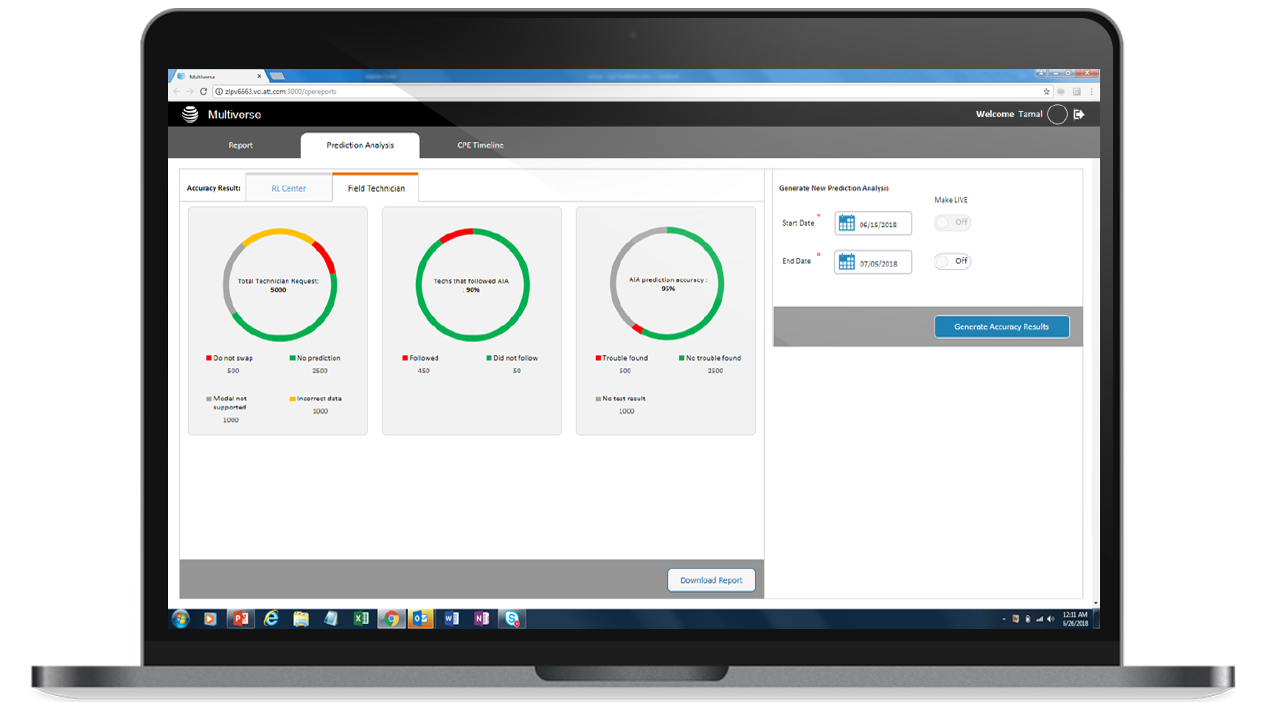 Multiverse
zlpv6663.vci.att.com:3000/cpereports
Multiverse
Welcome Tamal
Report
Prediction Analysis
CPE Timeline
Accuracy Result:
RL Center
Field Technician
Total Technician Request:
5000
Do not swap
500
No prediction
2500
Model not
supported
1000
Incorrect data
1000
Techs that followed AIA
: 90%
Followed
450
Did not follow
50
AIA prediction accuracy :
95%
Trouble found
500
No trouble found
2500
No test result
1000
Download Report
Generate New Prediction Analysis
Make LIVE
Start Date *
06/15/2018
Off
End Date *
07/05/2018
Off
Generate Accuracy Results
12:11 AM
6/26/2018